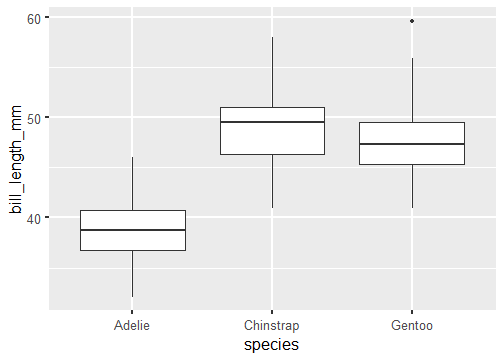 60
50
40
bill_length_mm
Adelie
Chinstrap
Gentoo
species